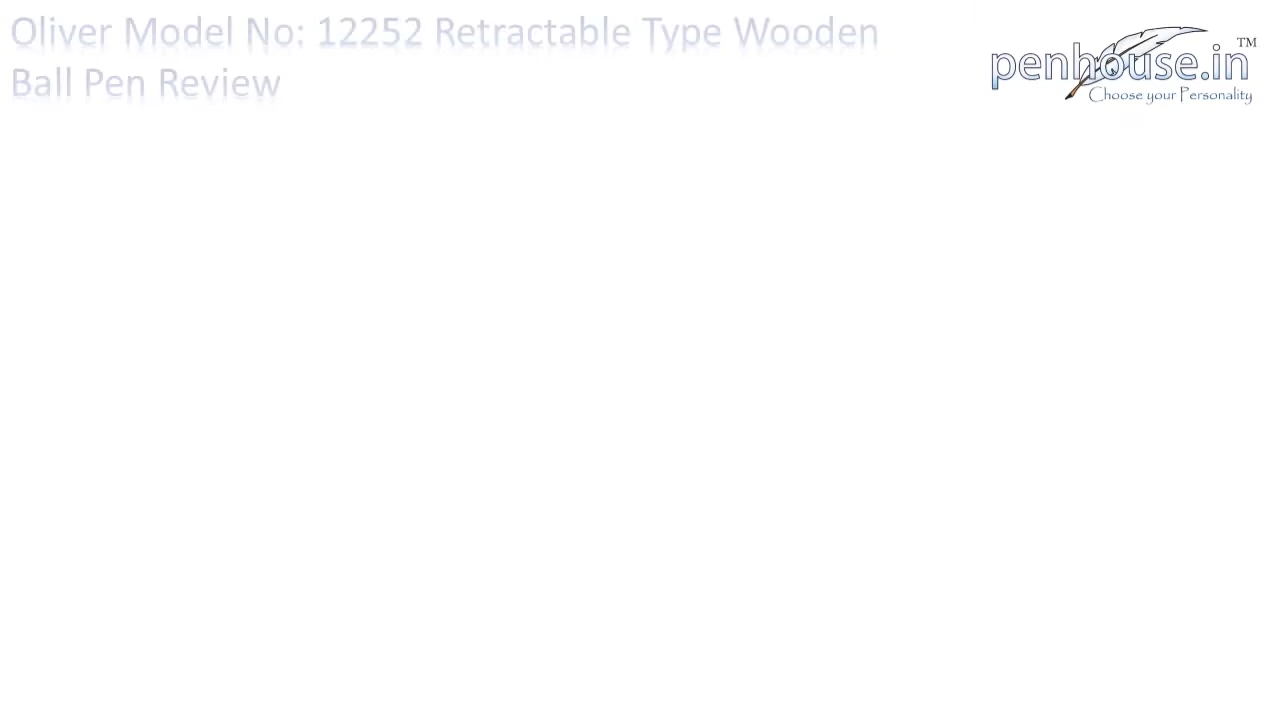 Oliver Model No: 12252 Retractable Type Wooden
Ball Pen Review
penhouse.in™
Choose your Personality